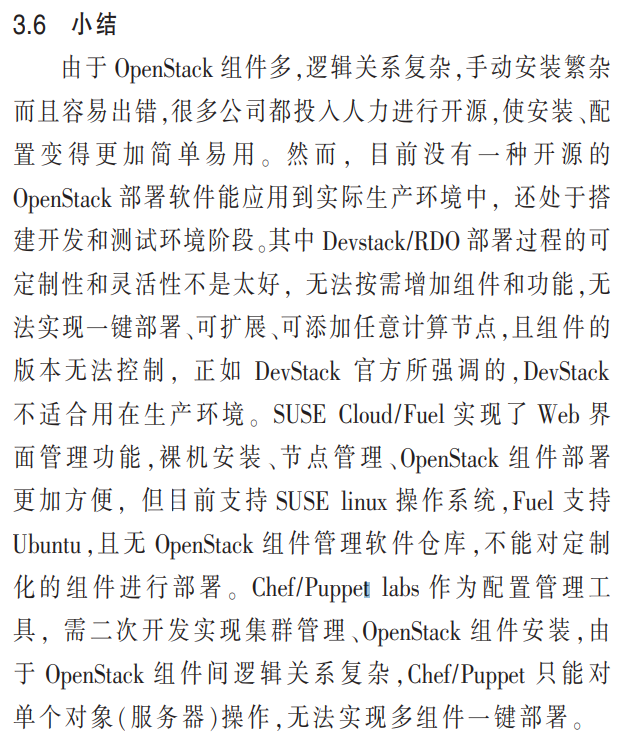 3.6 小结
由于 OpenStack 组件多,逻辑关系复杂,手动安装繁杂
而且容易出错,很多公司都投入人力进行开源,使安装、配
置变得更加简单易用。然而，目前没有一种开源的
OpenStack 部署软件能应用到实际生产环境中，还处于搭
建开发和测试环境阶段。其中 Devstack/RDO 部署过程的可
定制性和灵活性不是太好，无法按需增加组件和功能,无
法实现一键部署、可扩展、可添加任意计算节点,且组件的
版本无法控制，正如 DevStack 官方所强调的,DevStack
不适合用在生产环境。SUSE Cloud/Fuel 实现了 Web 界
面管理功能,裸机安装、节点管理、OpenStack 组件部署
更加方便，但目前支持 SUSE linux 操作系统,Fuel 支持
Ubuntu,且无 OpenStack 组件管理软件仓库,不能对定制
化的组件进行部署。Chef/Puppet labs 作为配置管理工
具，需二次开发实现集群管理、OpenStack 组件安装,由
于 OpenStack 组件间逻辑关系复杂,Chef/Puppet 只能对
单个对象(服务器)操作,无法实现多组件一键部署。